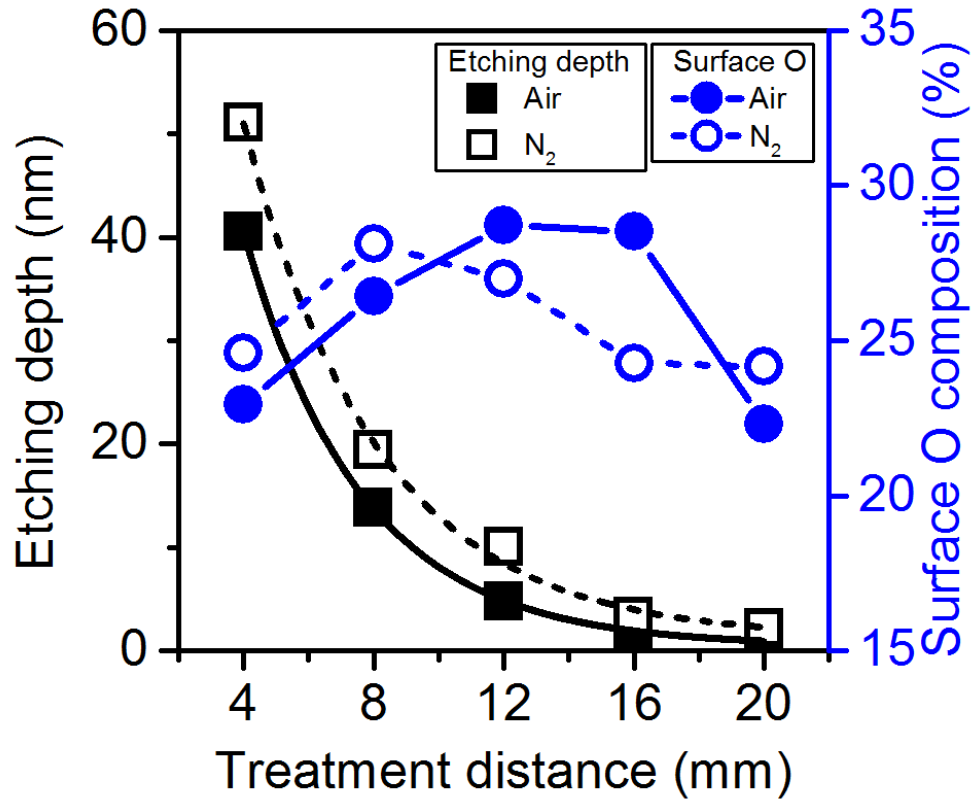 60
40
20
0
Etching depth (nm)
Etching depth
Air
N₂
Surface O
Air
N₂
35
30
25
20
15
Surface O composition (%)
4 8 12 16 20
Treatment distance (mm)